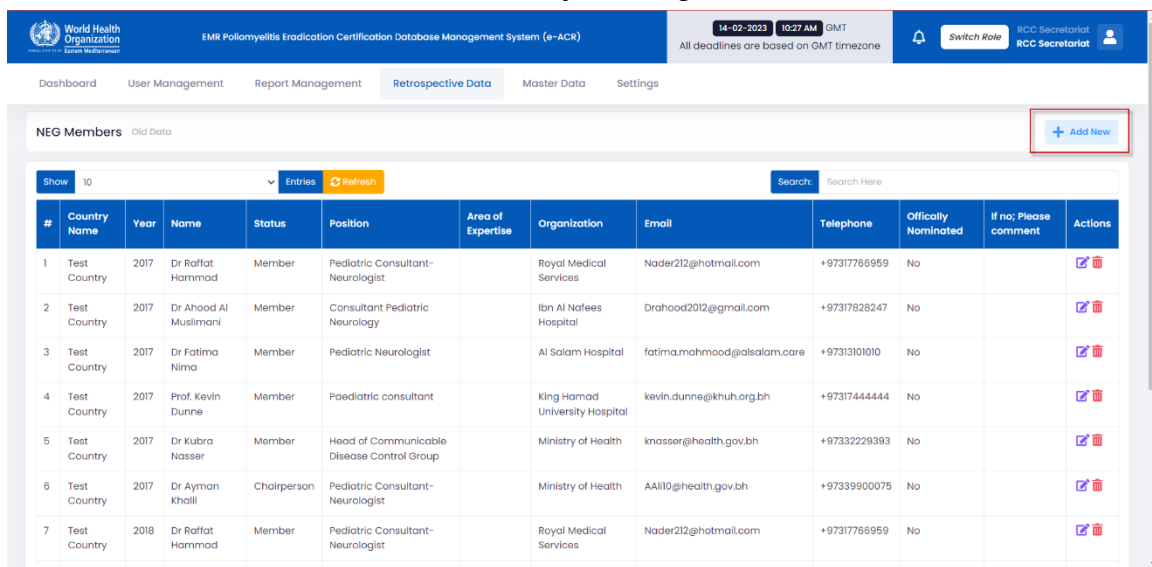 World Health
Organization
Eastern Mediterranean
EMR Poliomyelitis Eradication Certification Database Management System (e-ACR)
14-02-2023 10:27 AM GMT
All deadlines are based on GMT timezone
Switch Role
RCC Secretariat
RCC Secretariat
Dashboard User Management Report Management Retrospective Data Master Data Settings
NEG Members Old Data
+ Add New
Show 10 Entries Refresh Search: Search Here
# Country Name Year Name Status Position Area of Expertise Organization Email Telephone Offically Nominated If no; Please comment Actions
1 Test Country 2017 Dr Raffat Hammad Member Pediatric Consultant-Neurologist Royal Medical Services Nader212@hotmail.com +97317766959 No
2 Test Country 2017 Dr Ahood Al Muslimani Member Consultant Pediatric Neurology Ibn Al Nafees Hospital Drahood2012@gmail.com +97317828247 No
3 Test Country 2017 Dr Fatima Nima Member Pediatric Neurologist Al Salam Hospital fatima.mahmood@alsalam.care +97313101010 No
4 Test Country 2017 Prof. Kevin Dunne Member Paediatric consultant King Hamad University Hospital kevin.dunne@khuh.org.bh +97317444444 No
5 Test Country 2017 Dr Kubra Nasser Member Head of Communicable Disease Control Group Ministry of Health knasser@health.gov.bh +97332229393 No
6 Test Country 2017 Dr Ayman Khalil Chairperson Pediatric Consultant-Neurologist Ministry of Health AAli10@health.gov.bh +97339900075 No
7 Test Country 2018 Dr Raffat Hammad Member Pediatric Consultant-Neurologist Royal Medical Services Nader212@hotmail.com +97317766959 No